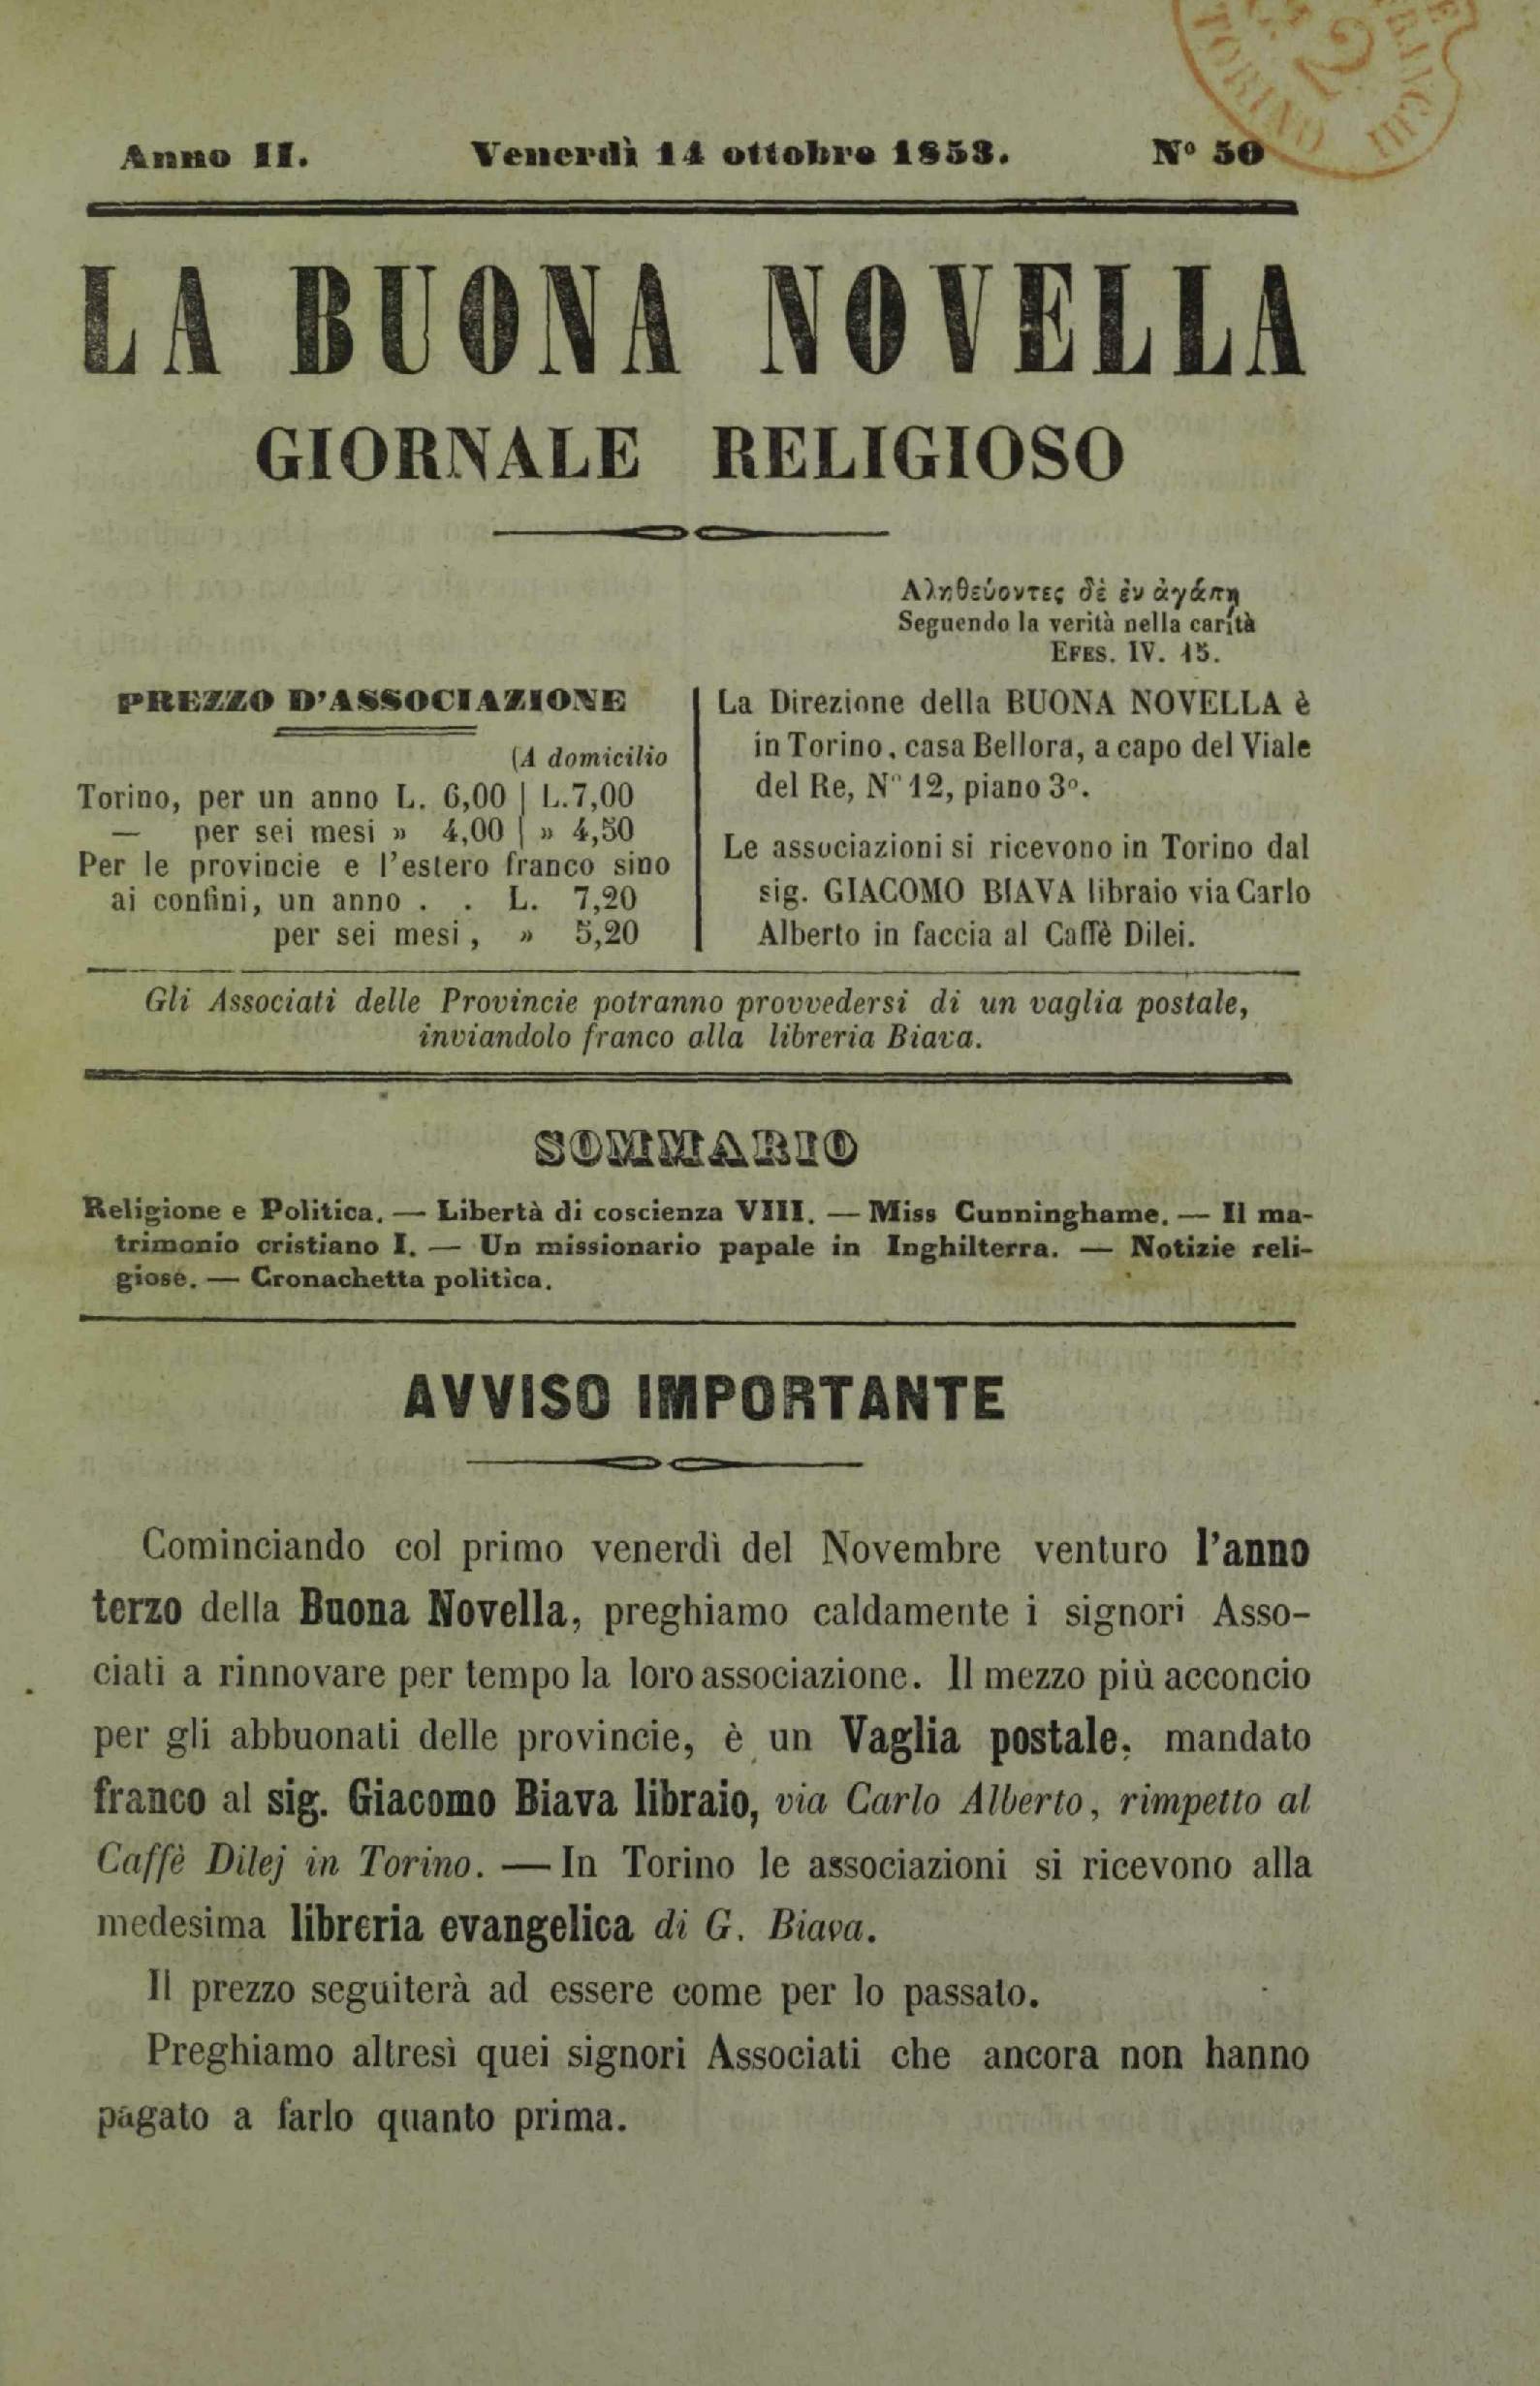 TORINO
2
Anno II. Venerdì 14 ottobre 1853. Nº 50
LA BUONA NOVELLA
GIORNALE RELIGIOSO
Αληθεύοντες δὲ ἐν ἀγάπη
Seguendo la verità nella carità
EFES. IV. 15.
PREZZO D'ASSOCIAZIONE
(A domicilio
Torino, per un anno L. 6,00 | L.7,00
— per sei mesi » 4,00 | » 4,50
Per le provincie e l'estero franco sino
ai confini, un anno . . L. 7,20
per sei mesi, » 5,20
La Direzione della BUONA NOVELLA è
in Torino, casa Bellora, a capo del Viale
del Re, Nº 12, piano 3º.
Le associazioni si ricevono in Torino dal
sig. GIACOMO BIAVA libraio via Carlo
Alberto in faccia al Caffè Dilei.
Gli Associati delle Provincie potranno provvedersi di un vaglia postale,
inviandolo franco alla libreria Biava.
SOMMARIO
Religione e Politica. — Libertà di coscienza VIII. — Miss Cunninghame. — Il ma-
trimonio cristiano I. — Un missionario papale in Inghilterra. — Notizie reli-
giose. — Cronachetta politica.
AVVISO IMPORTANTE
Cominciando col primo venerdì del Novembre venturo l'anno
terzo della Buona Novella, preghiamo caldamente i signori Asso-
ciati a rinnovare per tempo la loro associazione. Il mezzo più acconcio
per gli abbuonati delle provincie, è un Vaglia postale, mandato
franco al sig. Giacomo Biava libraio, via Carlo Alberto, rimpetto al
Caffè Dilej in Torino. — In Torino le associazioni si ricevono alla
medesima libreria evangelica di G. Biava.
Il prezzo seguiterà ad essere come per lo passato.
Preghiamo altresì quei signori Associati che ancora non hanno
pagato a farlo quanto prima.